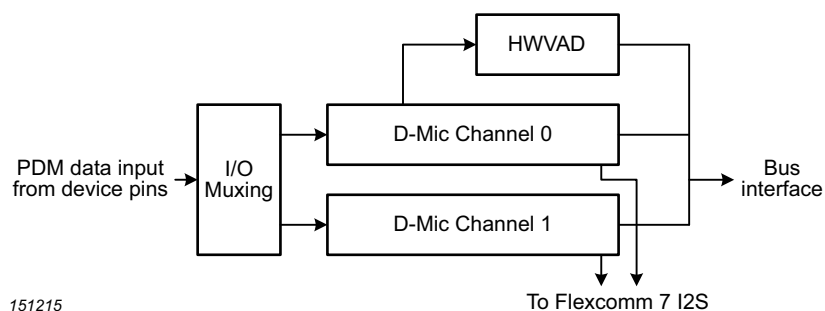 HWVAD
D-Mic Channel 0
PDM data input
from device pins
I/O
Muxing
Bus
interface
D-Mic Channel 1
To Flexcomm 7 I2S
151215